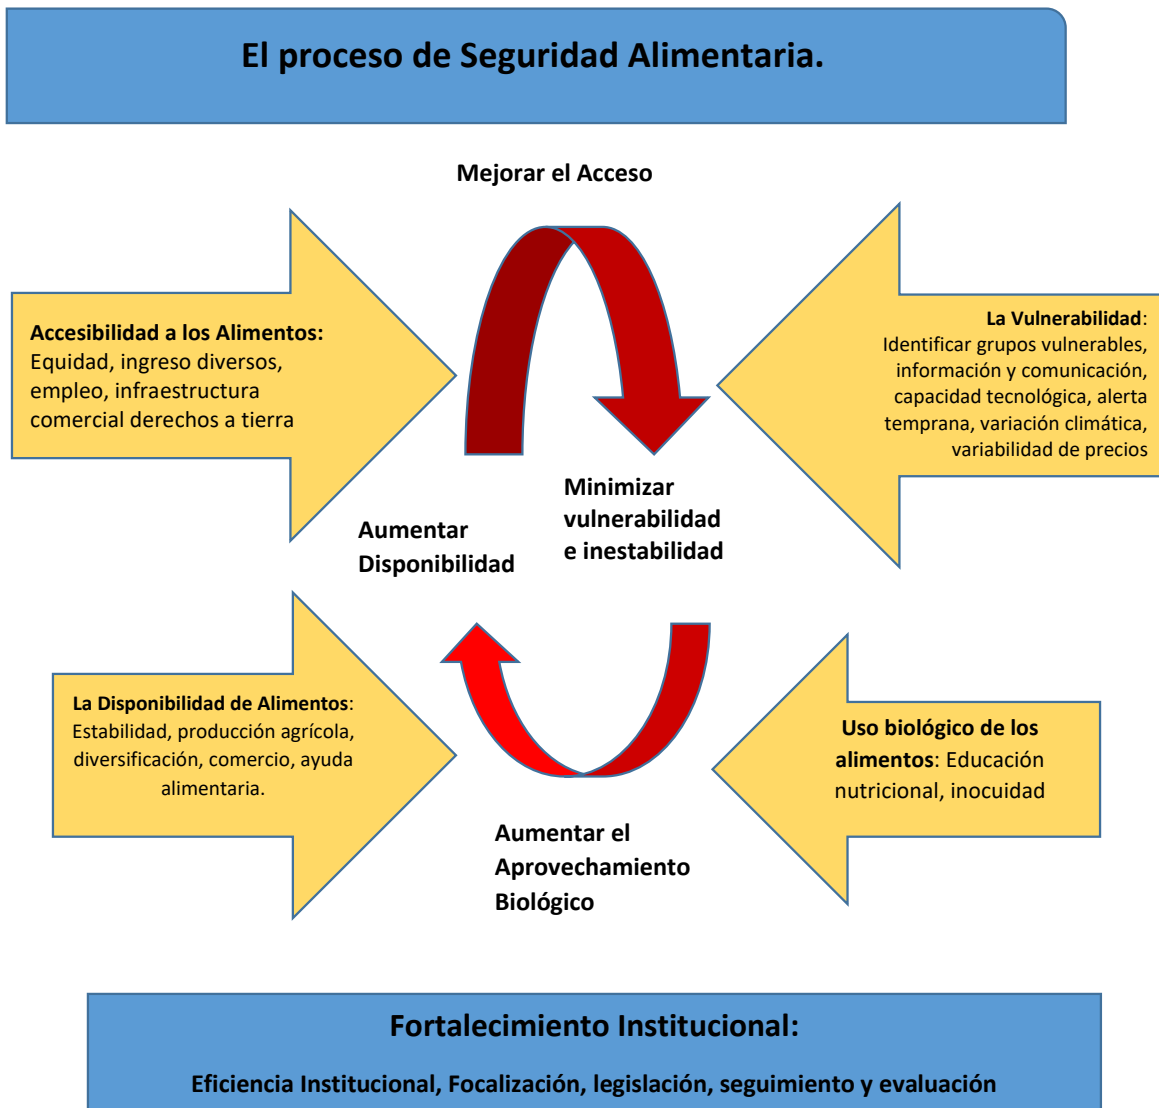 El proceso de Seguridad Alimentaria.
Mejorar el Acceso
Accesibilidad a los Alimentos:
Equidad, ingreso diversos,
empleo, infraestructura
comercial derechos a tierra
La Vulnerabilidad:
Identificar grupos vulnerables,
información y comunicación,
capacidad tecnológica, alerta
temprana, variación climática,
variabilidad de precios
Aumentar
Disponibilidad
Minimizar
vulnerabilidad
e inestabilidad
La Disponibilidad de Alimentos:
Estabilidad, producción agrícola,
diversificación, comercio, ayuda
alimentaria.
Uso biológico de los
alimentos: Educación
nutricional, inocuidad
Aumentar el
Aprovechamiento
Biológico
Fortalecimiento Institucional:
Eficiencia Institucional, Focalización, legislación, seguimiento y evaluación